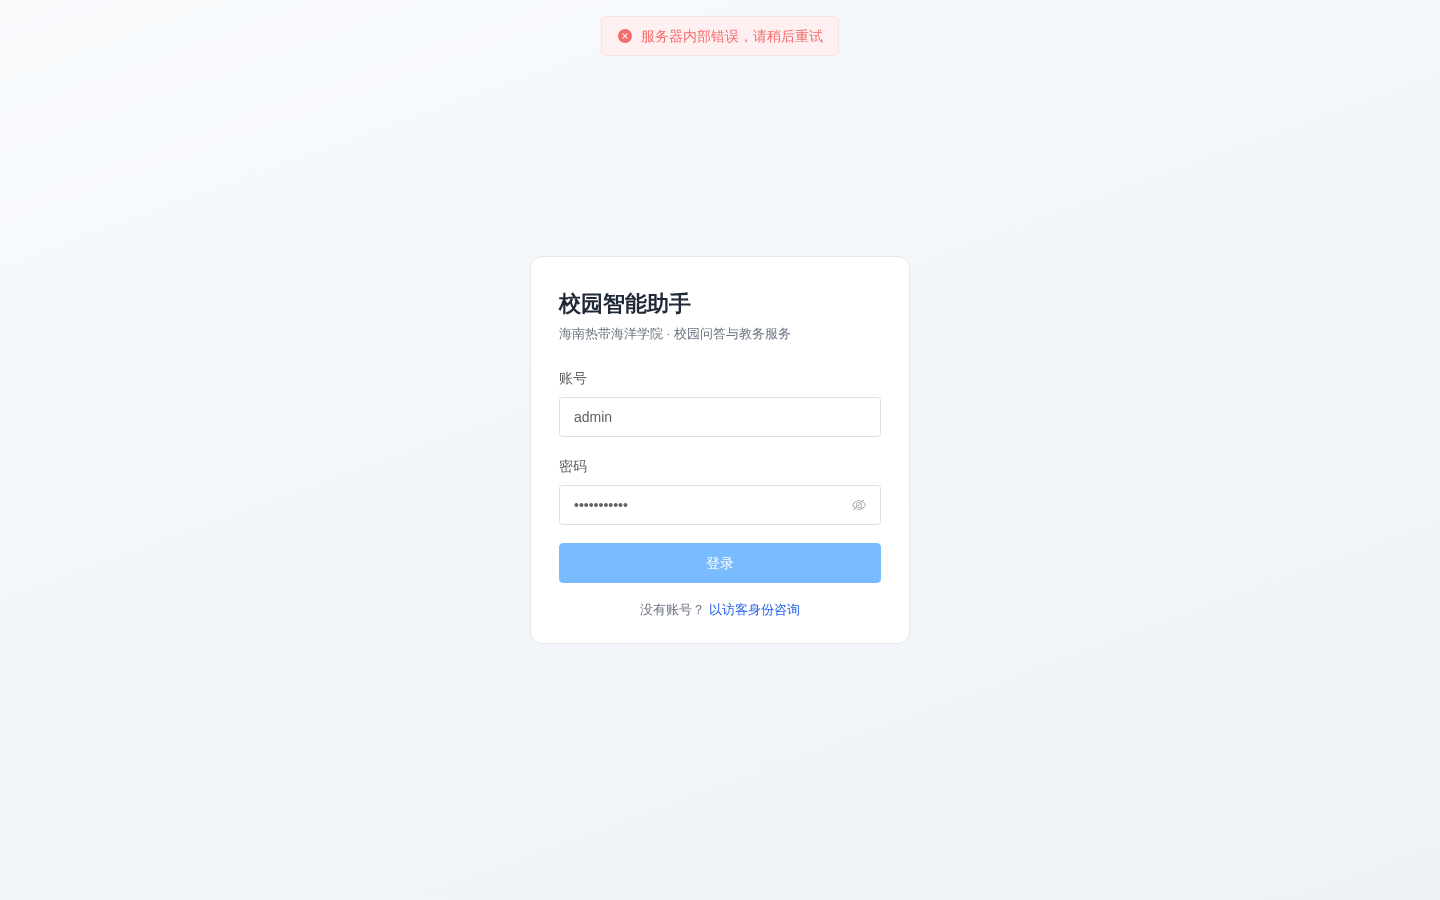 服务器内部错误，请稍后重试
校园智能助手
海南热带海洋学院 · 校园问答与教务服务
账号
admin
密码
•••••••••••
登录
没有账号？ 以访客身份咨询